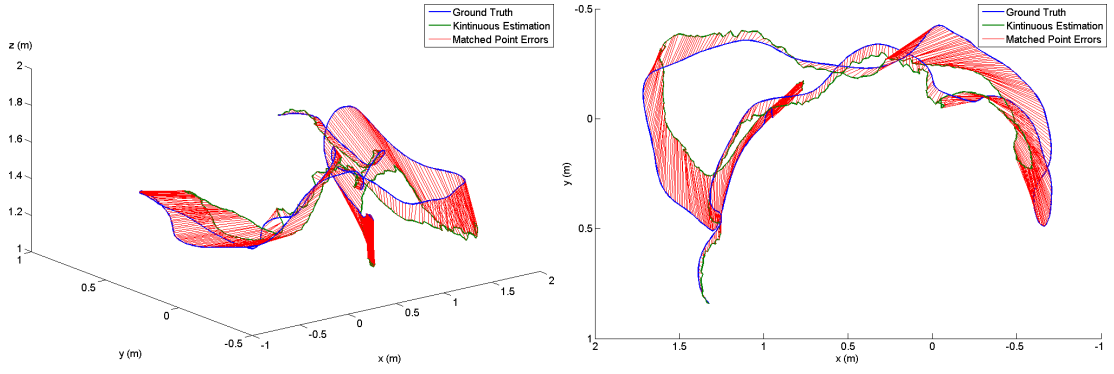 z (m)
2
1.8
1.6
1.4
1.2
1
1
0.5
0
-0.5
y (m)
-1
-0.5
0
0.5
1
1.5
2
x (m)
Ground Truth
Kintinuous Estimation
Matched Point Errors
-0.5
0
0.5
1
y (m)
2
1.5
1
0.5
0
-0.5
-1
x (m)
Ground Truth
Kintinuous Estimation
Matched Point Errors